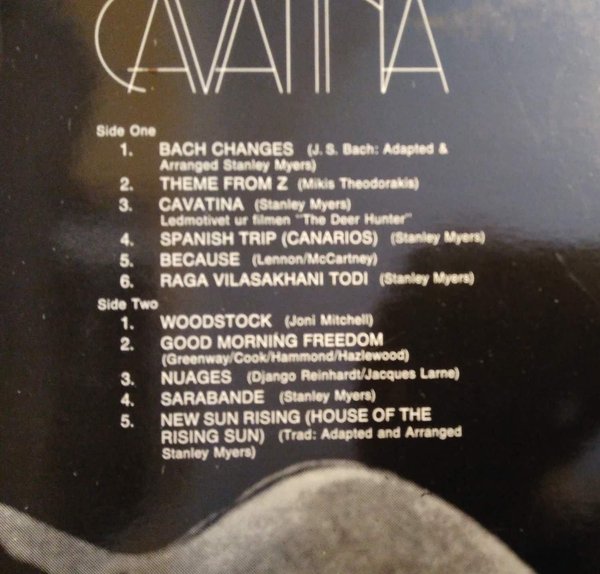 CAVATINA
Side One
1. BACH CHANGES (J. S. Bach: Adapted &
Arranged Stanley Myers)
2. THEME FROM Z (Mikis Theodorakis)
3. CAVATINA (Stanley Myers)
Ledmotivet ur filmen "The Deer Hunter"
4. SPANISH TRIP (CANARIOS) (Stanley Myers)
5. BECAUSE (Lennon/McCartney)
6. RAGA VILASAKHANI TODI (Stanley Myers)
Side Two
1. WOODSTOCK (Joni Mitchell)
2. GOOD MORNING FREEDOM
(Greenway/Cook/Hammond/Hazlewood)
3. NUAGES (Django Reinhardt/Jacques Larne)
4. SARABANDE (Stanley Myers)
5. NEW SUN RISING (HOUSE OF THE
RISING SUN) (Trad: Adapted and Arranged
Stanley Myers)